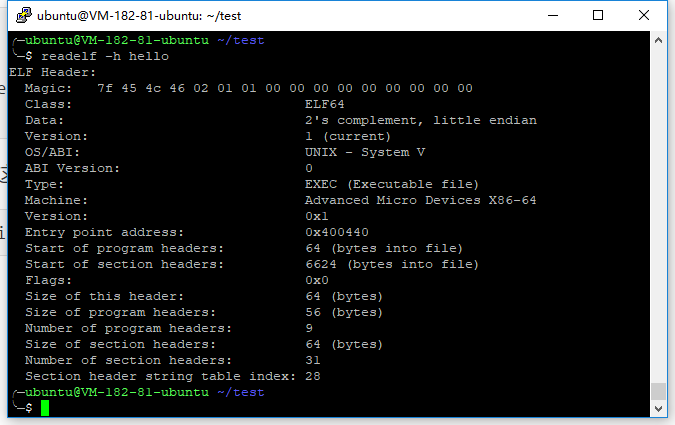 ubuntu@VM-182-81-ubuntu: ~/test
╭─ubuntu@VM-182-81-ubuntu ~/test
╰─$ readelf -h hello
ELF Header:
  Magic:   7f 45 4c 46 02 01 01 00 00 00 00 00 00 00 00 00
  Class:                             ELF64
  Data:                              2's complement, little endian
  Version:                           1 (current)
  OS/ABI:                            UNIX - System V
  ABI Version:                       0
  Type:                              EXEC (Executable file)
  Machine:                           Advanced Micro Devices X86-64
  Version:                           0x1
  Entry point address:               0x400440
  Start of program headers:          64 (bytes into file)
  Start of section headers:          6624 (bytes into file)
  Flags:                             0x0
  Size of this header:               64 (bytes)
  Size of program headers:           56 (bytes)
  Number of program headers:         9
  Size of section headers:           64 (bytes)
  Number of section headers:         31
  Section header string table index: 28
╭─ubuntu@VM-182-81-ubuntu ~/test
╰─$